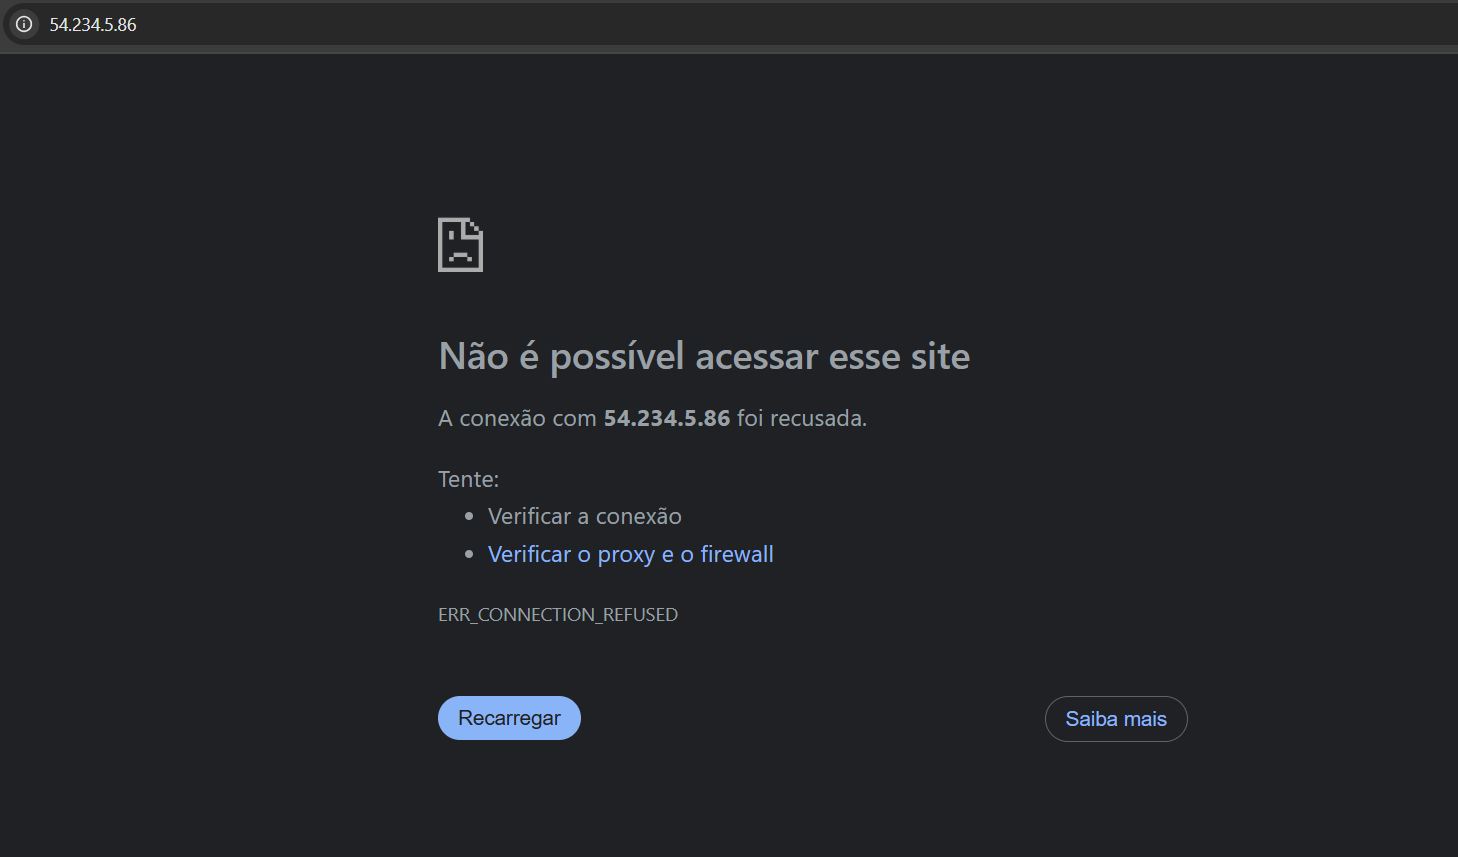 54.234.5.86
Não é possível acessar esse site
A conexão com 54.234.5.86 foi recusada.
Tente:
• Verificar a conexão
• Verificar o proxy e o firewall
ERR_CONNECTION_REFUSED
Recarregar
Saiba mais